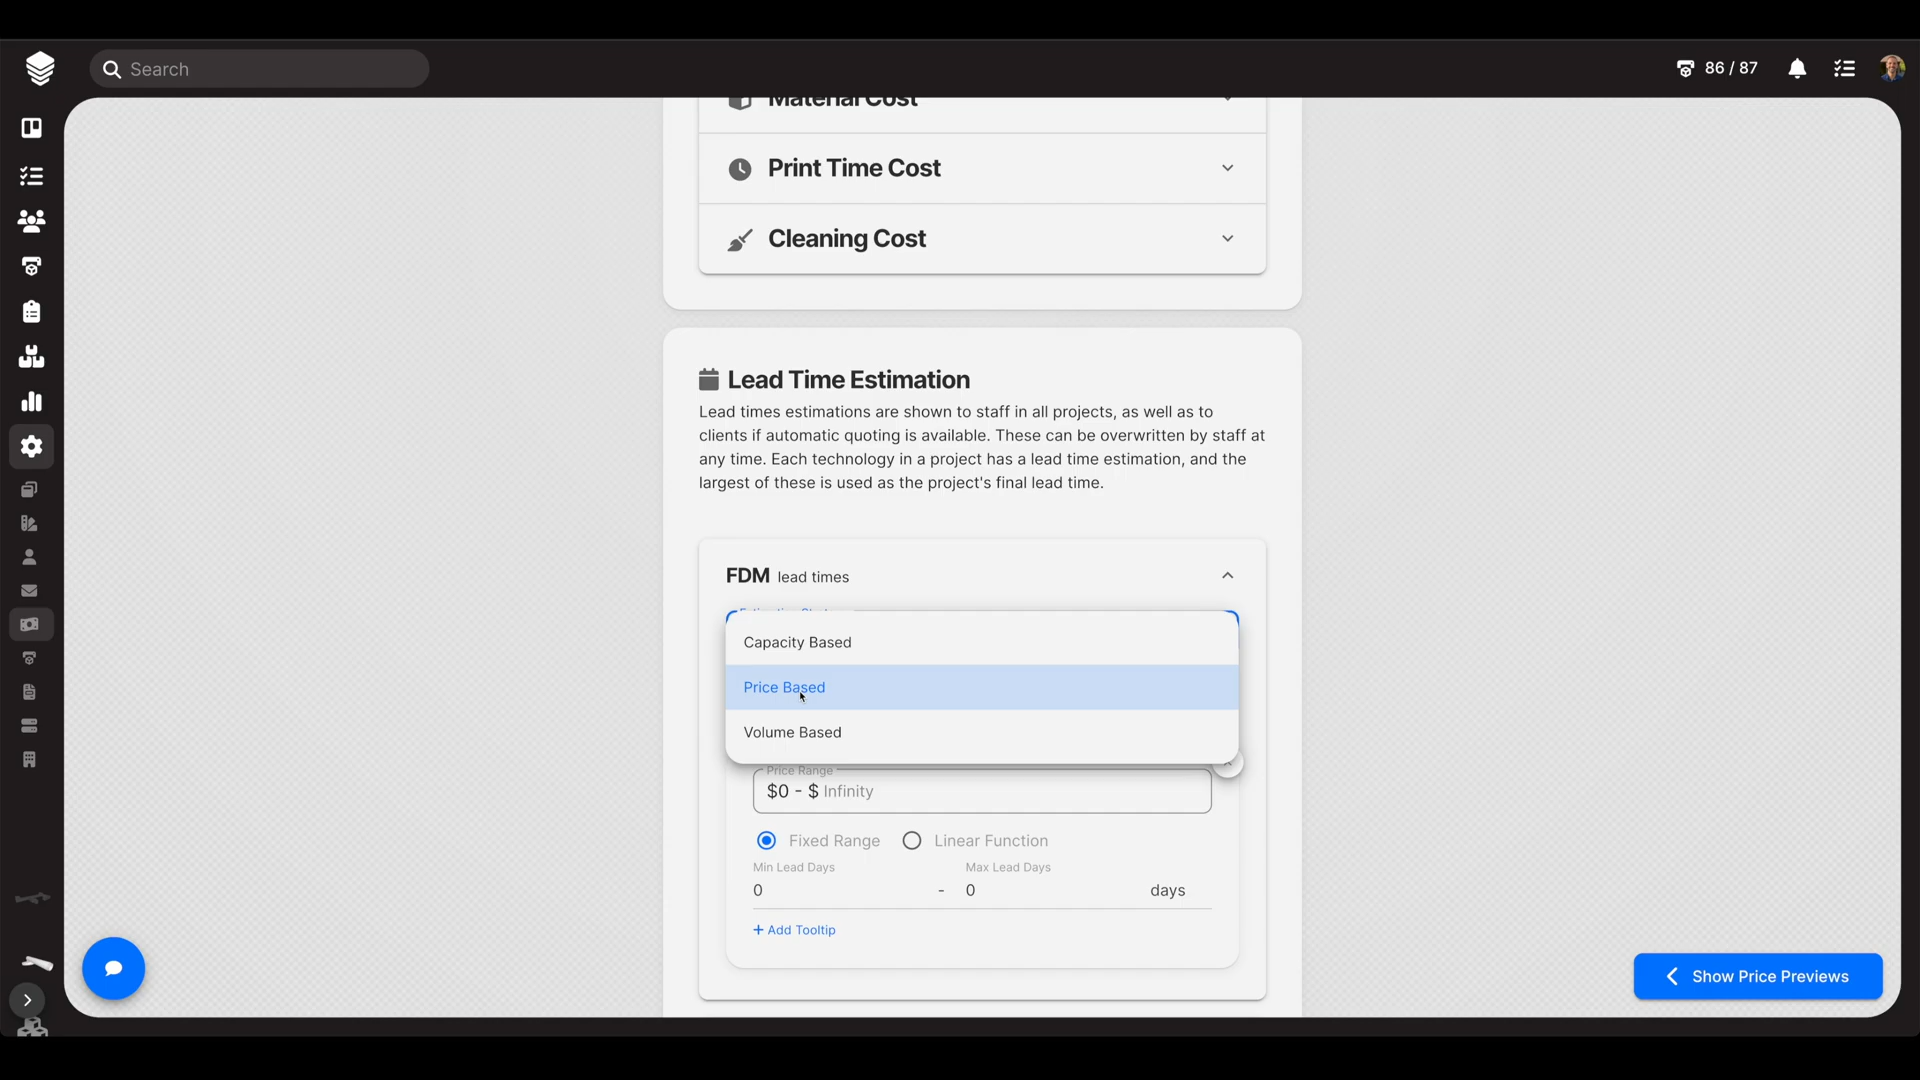 Search
86 / 87
Material Cost
Print Time Cost
Cleaning Cost
Lead Time Estimation
Lead times estimations are shown to staff in all projects, as well as to
clients if automatic quoting is available. These can be overwritten by staff at
any time. Each technology in a project has a lead time estimation, and the
largest of these is used as the project's final lead time.
FDM lead times
Capacity Based
Price Based
Volume Based
Price Range
$0 - $ Infinity
Fixed Range Linear Function
Min Lead Days Max Lead Days
0 - 0 days
+ Add Tooltip
Show Price Previews